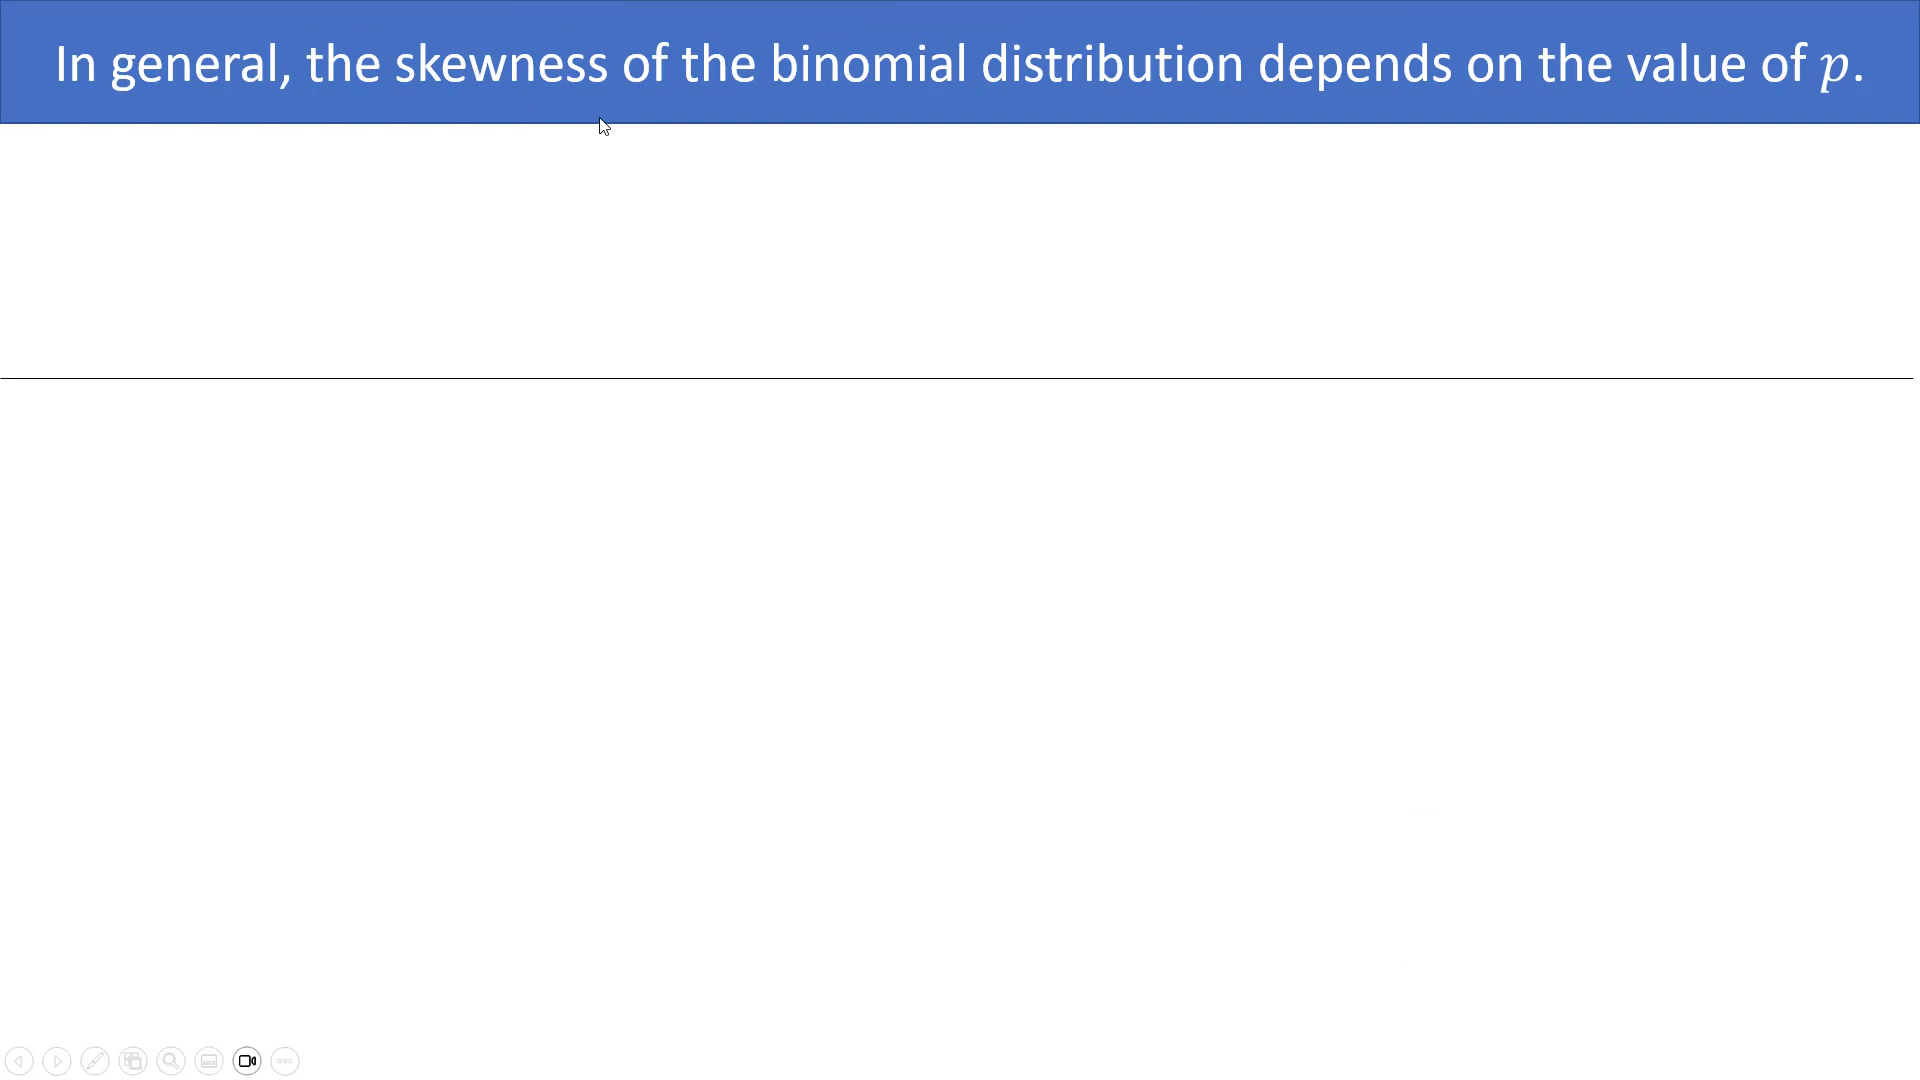 In general, the skewness of the binomial distribution depends on the value of p.